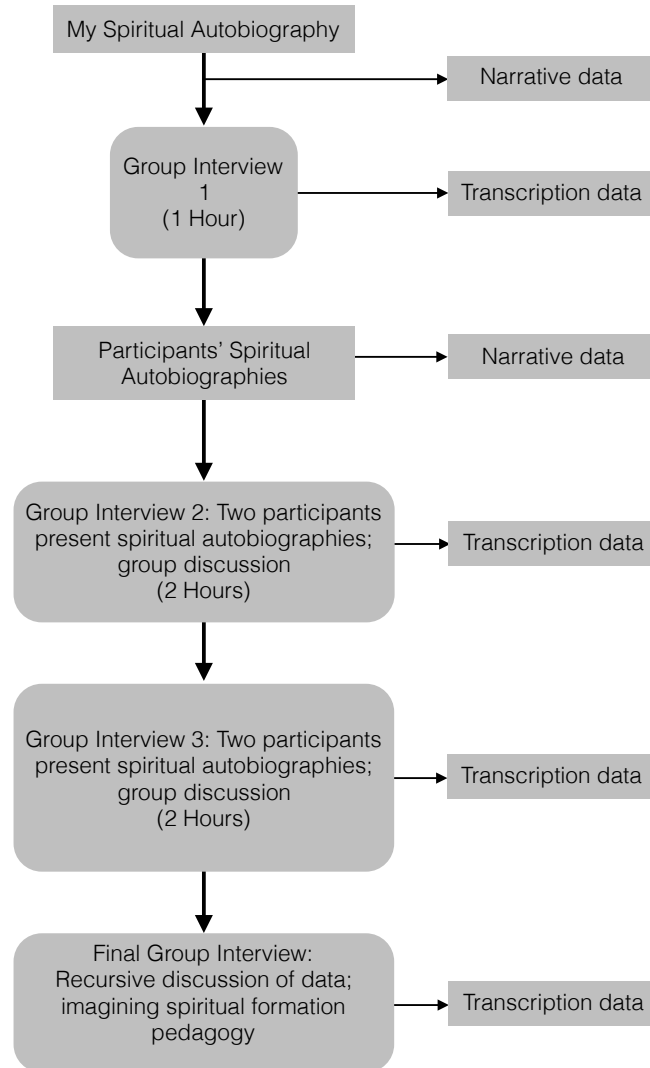 My Spiritual Autobiography
Narrative data
Group Interview
1
(1 Hour)
Transcription data
Participants’ Spiritual
Autobiographies
Narrative data
Group Interview 2: Two participants
present spiritual autobiographies;
group discussion
(2 Hours)
Transcription data
Group Interview 3: Two participants
present spiritual autobiographies;
group discussion
(2 Hours)
Transcription data
Final Group Interview:
Recursive discussion of data;
imagining spiritual formation
pedagogy
Transcription data